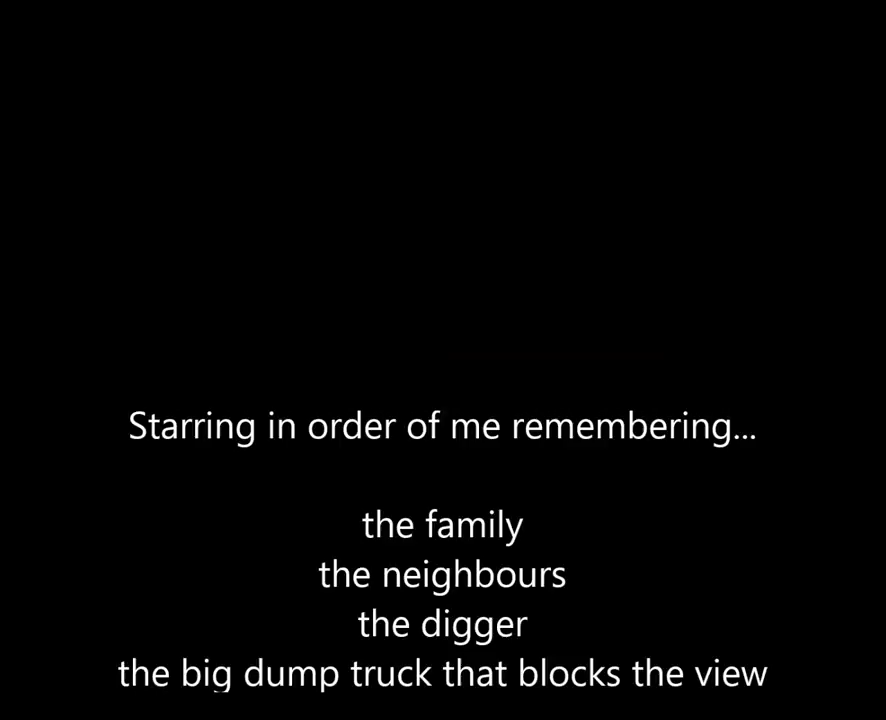 Starring in order of me remembering...
the family
the neighbours
the digger
the big dump truck that blocks the view